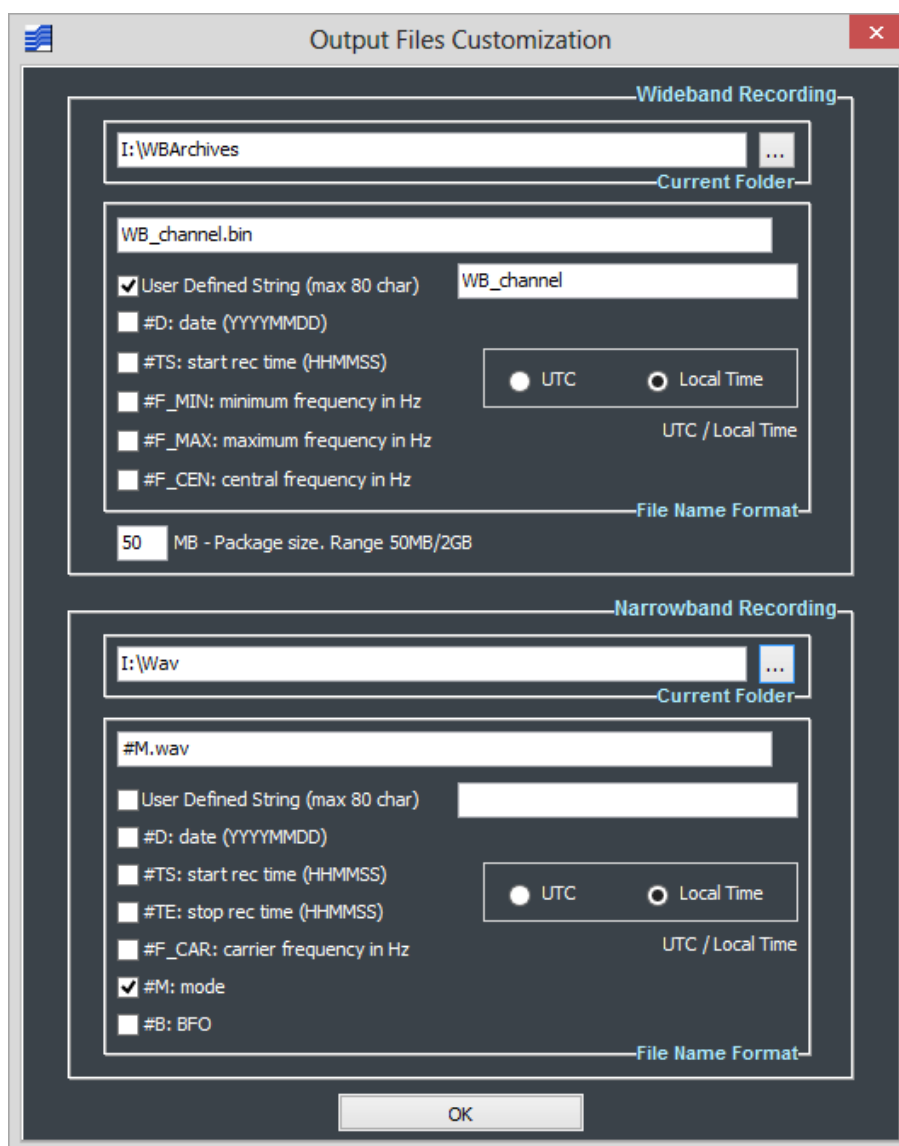 Output Files Customization
Wideband Recording
I:\WBArchives
...
Current Folder
WB_channel.bin
User Defined String (max 80 char)
WB_channel
#D: date (YYYYMMDD)
#TS: start rec time (HHMMSS)
UTC
Local Time
#F_MIN: minimum frequency in Hz
#F_MAX: maximum frequency in Hz
UTC / Local Time
#F_CEN: central frequency in Hz
File Name Format
50 MB - Package size. Range 50MB/2GB
Narrowband Recording
I:\Wav
...
Current Folder
#M.wav
User Defined String (max 80 char)
#D: date (YYYYMMDD)
#TS: start rec time (HHMMSS)
UTC
Local Time
#TE: stop rec time (HHMMSS)
#F_CAR: carrier frequency in Hz
UTC / Local Time
#M: mode
#B: BFO
File Name Format
OK